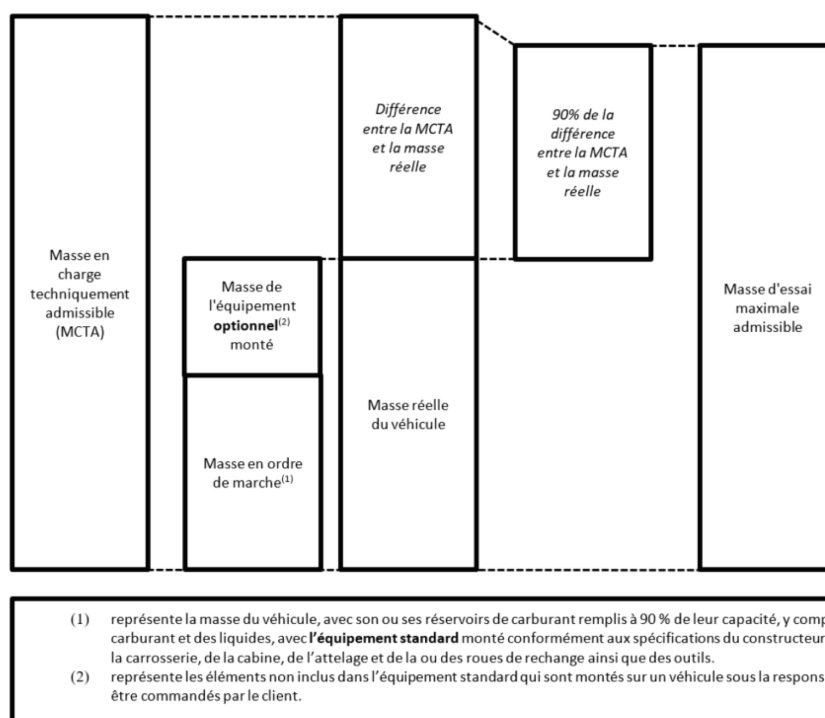 Masse en
charge
techniquement
admissible
(MCTA)
Masse de
l'équipement
optionnel(2)
monté
Masse en ordre
de marche(1)
Différence
entre la MCTA
et la masse
réelle
Masse réelle
du véhicule
90% de la
différence
entre la MCTA
et la masse
réelle
Masse d'essai
maximale
admissible
(1) représente la masse du véhicule, avec son ou ses réservoirs de carburant remplis à 90 % de leur capacité, y comp
carburant et des liquides, avec l’équipement standard monté conformément aux spécifications du constructeur
la carrosserie, de la cabine, de l’attelage et de la ou des roues de rechange ainsi que des outils.
(2) représente les éléments non inclus dans l’équipement standard qui sont montés sur un véhicule sous la respons
être commandés par le client.